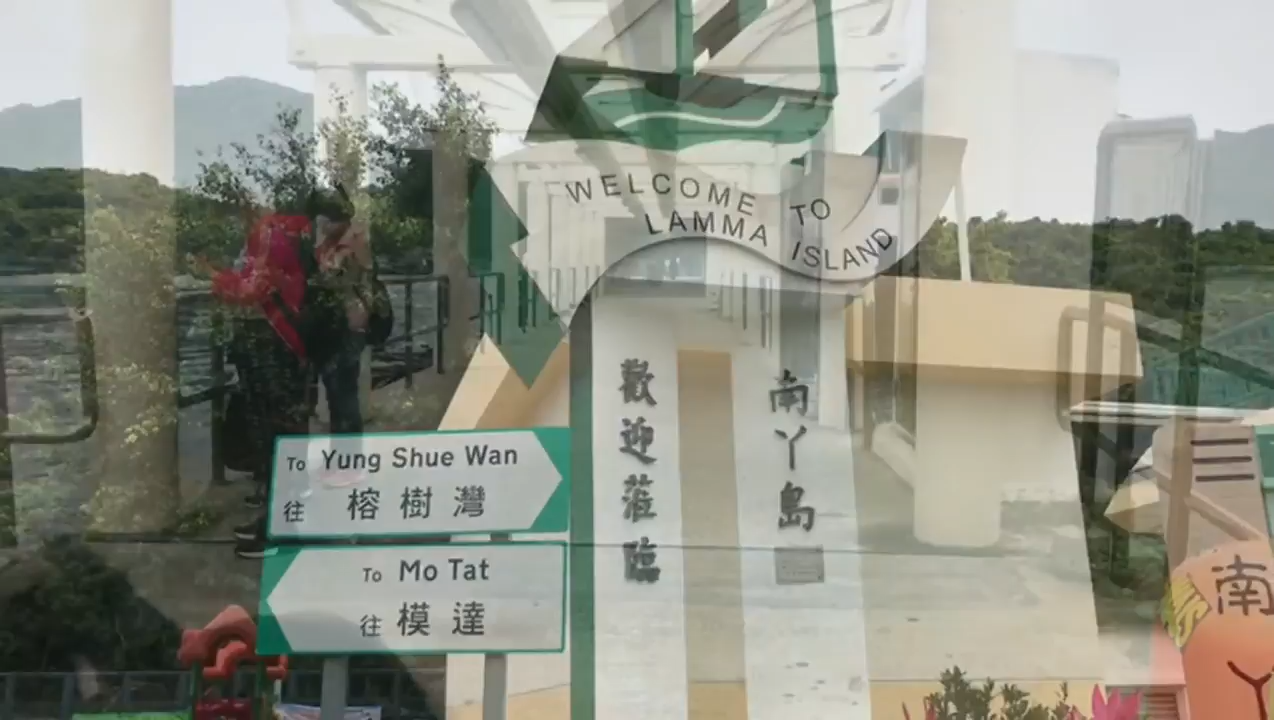 WELCOME TO
LAMMA ISLAND
歡迎蒞臨
南丫島
To Yung Shue Wan
往 榕樹灣
To Mo Tat
往 模達
南
丫